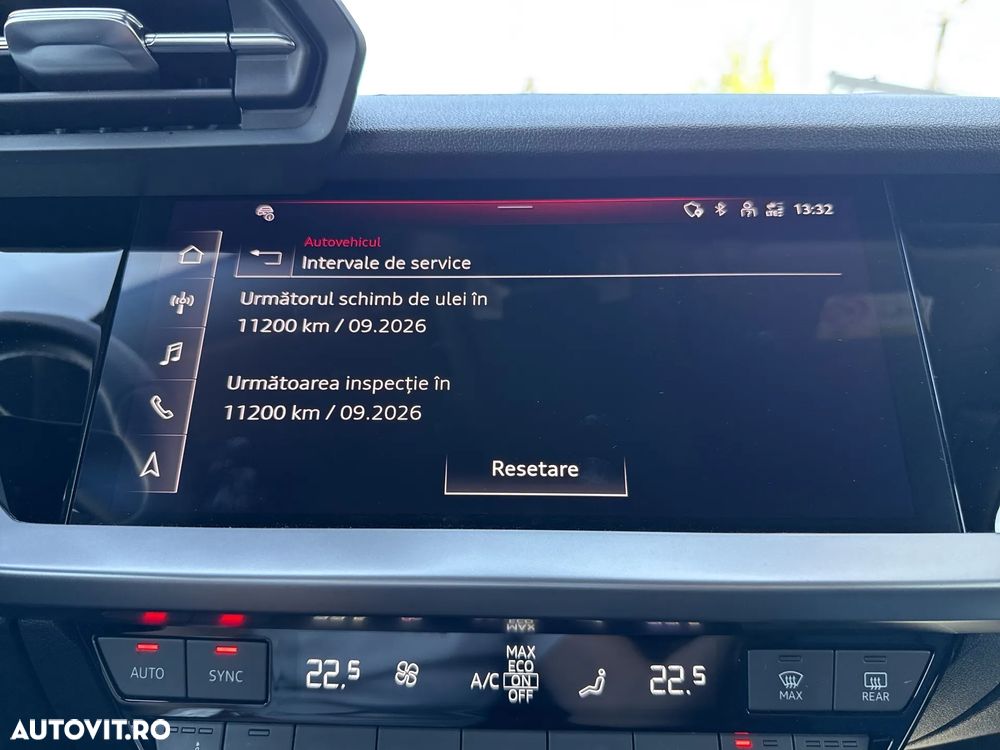 13:32
Autovehicul
Intervale de service
Următorul schimb de ulei în
11200 km / 09.2026
Următoarea inspecție în
11200 km / 09.2026
Resetare
AUTO
SYNC
22.5
A/C
MAX
ECO
ON
OFF
22.5
MAX
REAR
AUTOVIT.RO